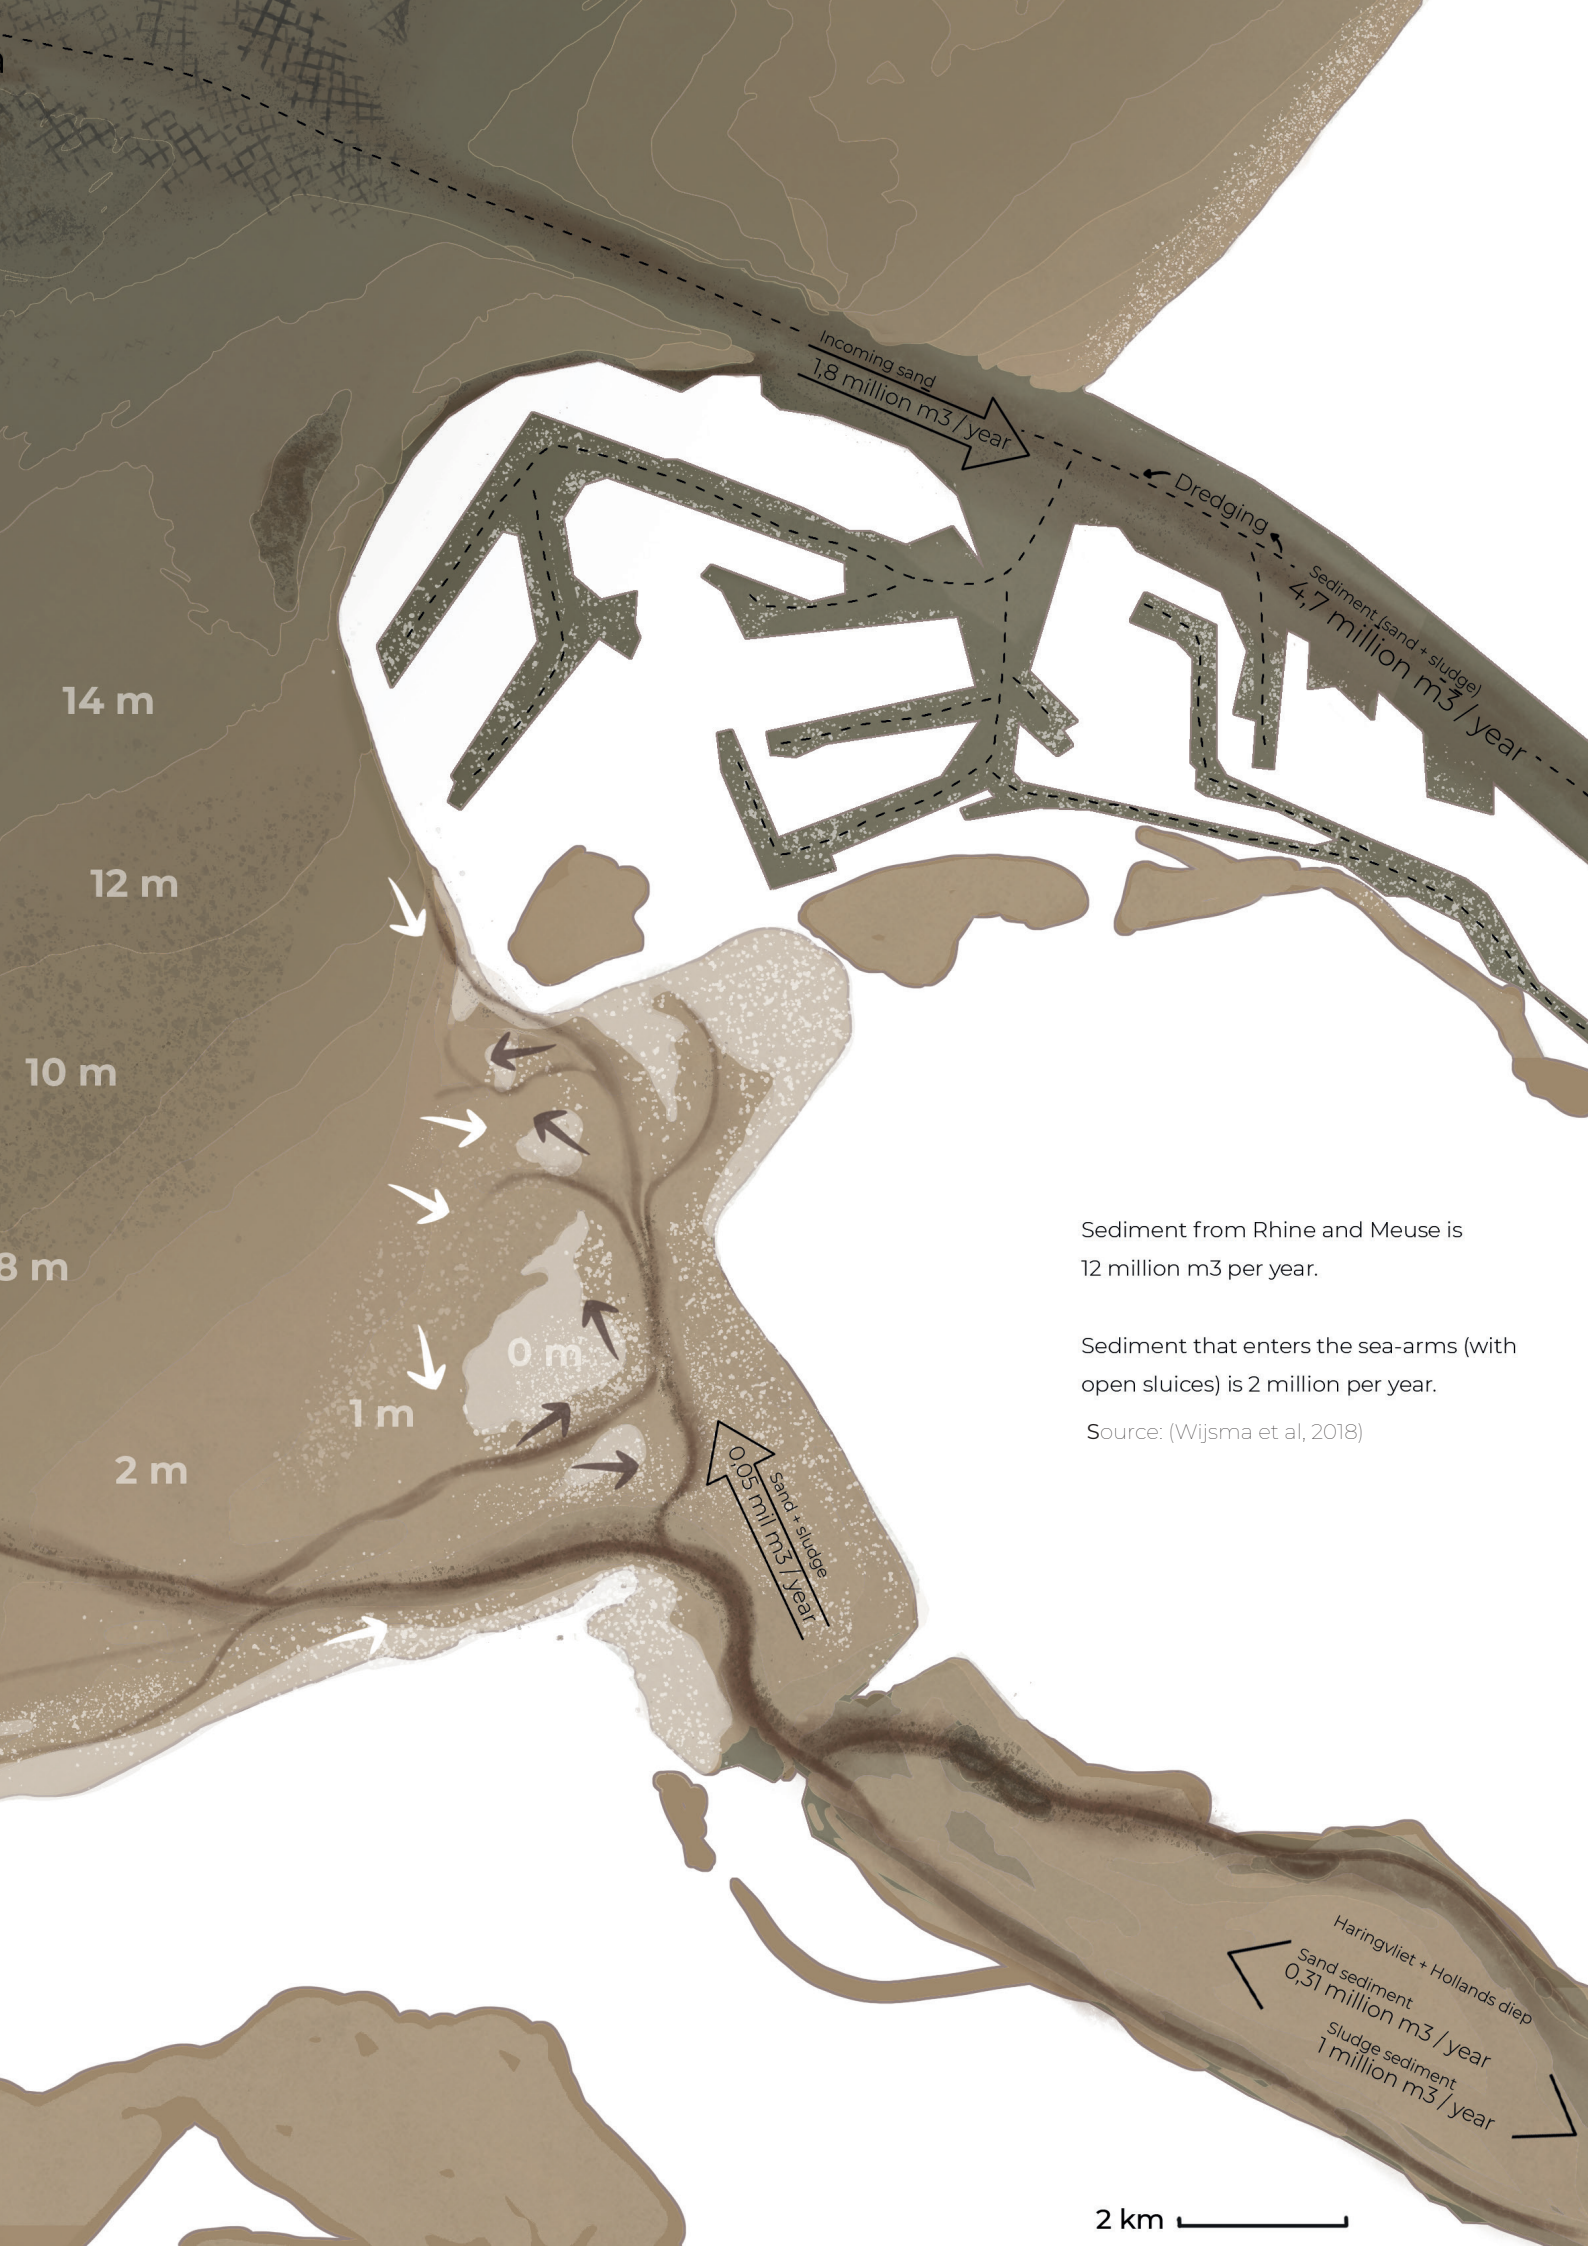 Incoming sand
1,8 million m3 / year
Dredging
Sediment (sand + sludge)
4,7 million m3 / year
14 m
12 m
10 m
8 m
Sediment from Rhine and Meuse is
12 million m3 per year.
Sediment that enters the sea-arms (with
open sluices) is 2 million per year.
Source: (Wijsma et al, 2018)
0 m
1 m
2 m
Sand + sludge
0,05 mil m3 / year
Haringvliet + Hollands diep
Sand sediment
0,31 million m3 / year
Sludge sediment
1 million m3 / year
2 km